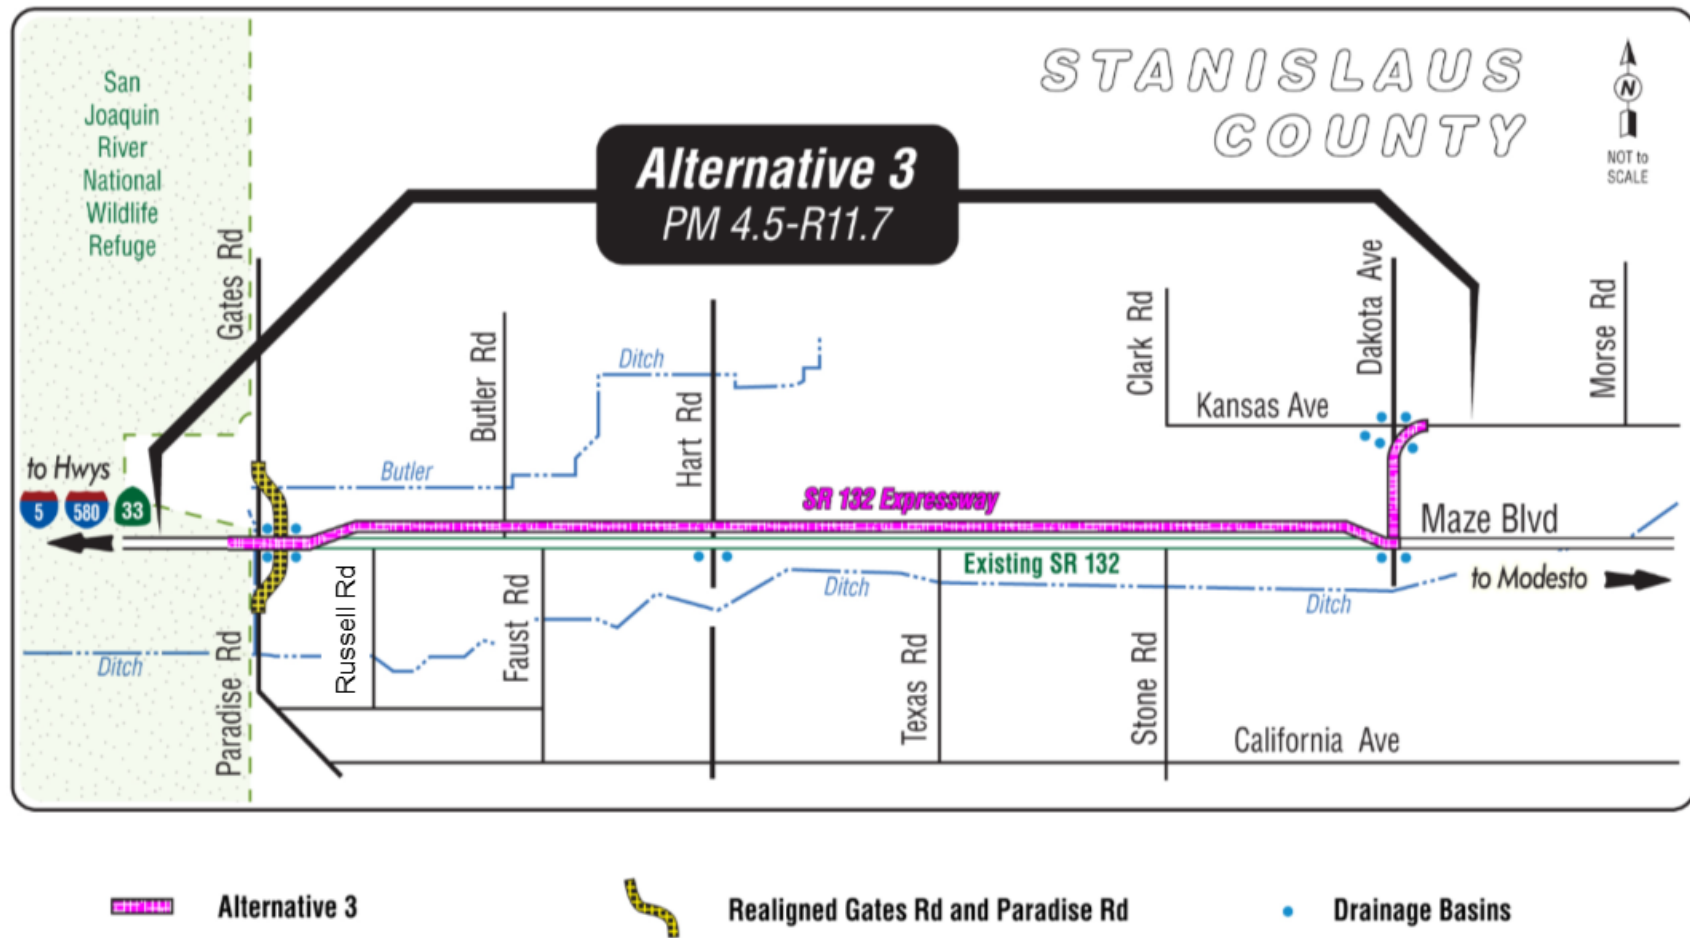 STANISLAUS
COUNTY
N
NOT to
SCALE
San
Joaquin
River
National
Wildlife
Refuge
Alternative 3
PM 4.5-R11.7
Gates Rd
Butler Rd
Hart Rd
Clark Rd
Dakota Ave
Morse Rd
Ditch
Kansas Ave
Butler
to Hwys
5
580
33
SR 132 Expressway
Maze Blvd
Existing SR 132
to Modesto
Ditch
Ditch
Ditch
Paradise Rd
Russell Rd
Faust Rd
Texas Rd
Stone Rd
California Ave
Alternative 3
Realigned Gates Rd and Paradise Rd
Drainage Basins